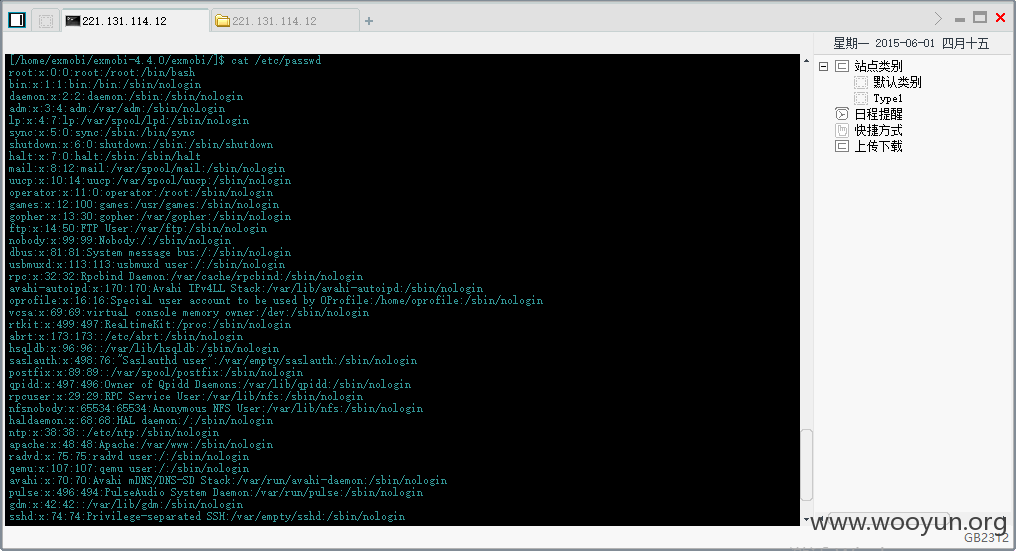 221.131.114.12
221.131.114.12
星期一 2015-06-01 四月十五
[/home/exmobi/exmobi-4.4.0/exmobi/]$ cat /etc/passwd
root:x:0:0:root:/root:/bin/bash
bin:x:1:1:bin:/bin:/sbin/nologin
daemon:x:2:2:daemon:/sbin:/sbin/nologin
adm:x:3:4:adm:/var/adm:/sbin/nologin
lp:x:4:7:lp:/var/spool/lpd:/sbin/nologin
sync:x:5:0:sync:/sbin:/bin/sync
shutdown:x:6:0:shutdown:/sbin:/sbin/shutdown
halt:x:7:0:halt:/sbin:/sbin/halt
mail:x:8:12:mail:/var/spool/mail:/sbin/nologin
uucp:x:10:14:uucp:/var/spool/uucp:/sbin/nologin
operator:x:11:0:operator:/root:/sbin/nologin
games:x:12:100:games:/usr/games:/sbin/nologin
gopher:x:13:30:gopher:/var/gopher:/sbin/nologin
ftp:x:14:50:FTP User:/var/ftp:/sbin/nologin
nobody:x:99:99:Nobody:/:/sbin/nologin
dbus:x:81:81:System message bus:/:/sbin/nologin
usbmuxd:x:113:113:usbmuxd user:/:/sbin/nologin
rpc:x:32:32:Rpcbind Daemon:/var/cache/rpcbind:/sbin/nologin
avahi-autoipd:x:170:170:Avahi IPv4LL Stack:/var/lib/avahi-autoipd:/sbin/nologin
oprofile:x:16:16:Special user account to be used by OProfile:/home/oprofile:/sbin/nologin
vcsa:x:69:69:virtual console memory owner:/dev:/sbin/nologin
rtkit:x:499:497:RealtimeKit:/proc:/sbin/nologin
abrt:x:173:173::/etc/abrt:/sbin/nologin
hsqldb:x:96:96::/var/lib/hsqldb:/sbin/nologin
saslauth:x:498:76:"Saslauthd user":/var/empty/saslauth:/sbin/nologin
postfix:x:89:89::/var/spool/postfix:/sbin/nologin
qpidd:x:497:496:Owner of Qpidd Daemons:/var/lib/qpidd:/sbin/nologin
rpcuser:x:29:29:RPC Service User:/var/lib/nfs:/sbin/nologin
nfsnobody:x:65534:65534:Anonymous NFS User:/var/lib/nfs:/sbin/nologin
haldaemon:x:68:68:HAL daemon:/:/sbin/nologin
ntp:x:38:38::/etc/ntp:/sbin/nologin
apache:x:48:48:Apache:/var/www:/sbin/nologin
radvd:x:75:75:radvd user:/:/sbin/nologin
qemu:x:107:107:qemu user:/:/sbin/nologin
avahi:x:70:70:Avahi mDNS/DNS-SD Stack:/var/run/avahi-daemon:/sbin/nologin
pulse:x:496:494:PulseAudio System Daemon:/var/run/pulse:/sbin/nologin
gdm:x:42:42::/var/lib/gdm:/sbin/nologin
sshd:x:74:74:Privilege-separated SSH:/var/empty/sshd:/sbin/nologin
站点类别
默认类别
Type1
日程提醒
快捷方式
上传下载
www.wooyun.org
GB2312